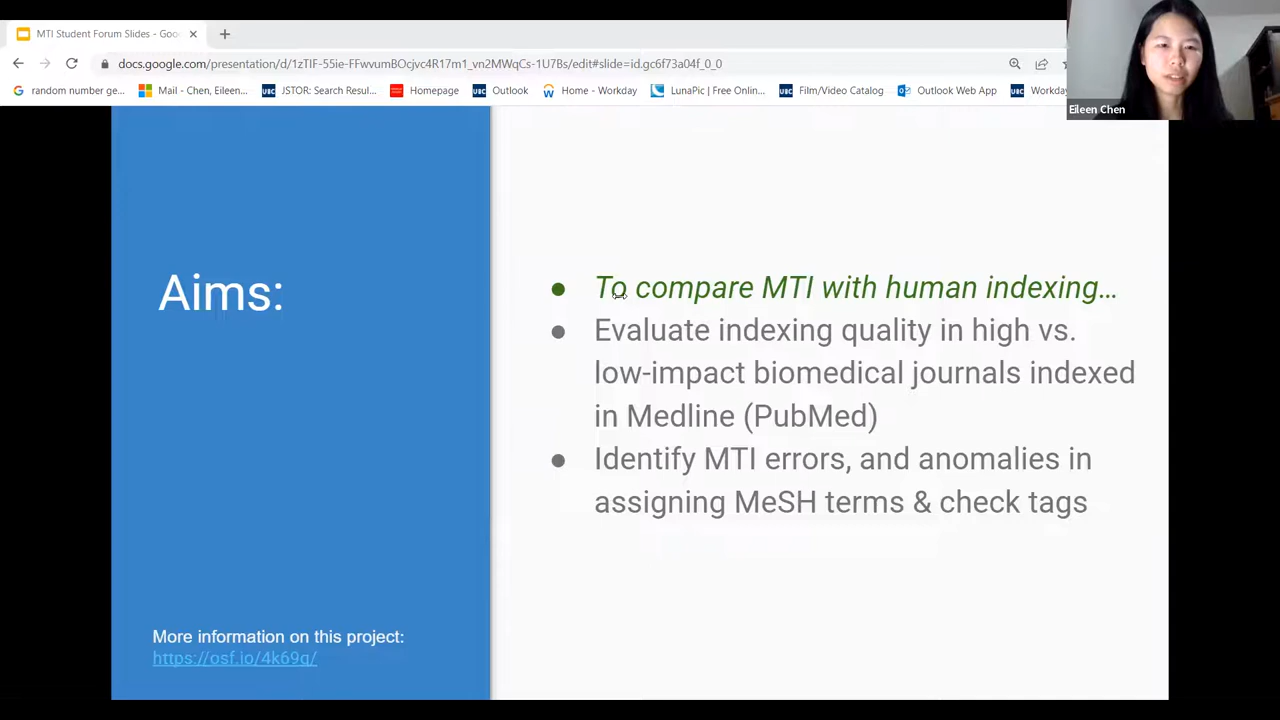 MTI Student Forum Slides - Goo
docs.google.com/presentation/d/1zTIF-55ie-FFwvumBOcjvc4R17m1_vn2MWqCs-1U7Bs/edit#slide=id.gc6f73a04f_0_0
random number ge... Mail - Chen, Eileen... UBC JSTOR: Search Resul... Homepage UBC Outlook Home - Workday LunaPic | Free Onlin... UBC Film/Video Catalog Outlook Web App UBC Workday
Eileen Chen
Aims:
● To compare MTI with human indexing…
● Evaluate indexing quality in high vs.
low-impact biomedical journals indexed
in Medline (PubMed)
● Identify MTI errors, and anomalies in
assigning MeSH terms & check tags
More information on this project:
https://osf.io/4k69q/